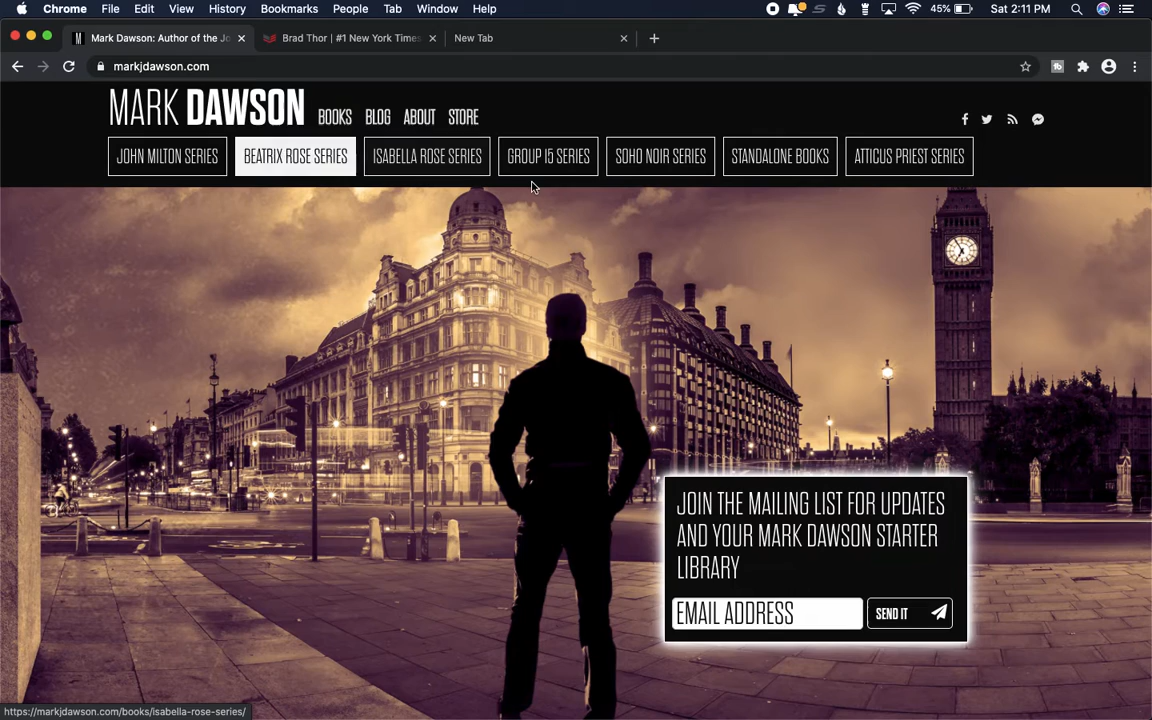 Chrome File Edit View History Bookmarks People Tab Window Help 45% Sat 2:11 PM
Mark Dawson: Author of the Jo Brad Thor | #1 New York Times New Tab
markjdawson.com
MARK DAWSON BOOKS BLOG ABOUT STORE
JOHN MILTON SERIES BEATRIX ROSE SERIES ISABELLA ROSE SERIES GROUP 15 SERIES SOHO NOIR SERIES STANDALONE BOOKS ATTICUS PRIEST SERIES
JOIN THE MAILING LIST FOR UPDATES
AND YOUR MARK DAWSON STARTER
LIBRARY
EMAIL ADDRESS SEND IT
https://markjdawson.com/books/isabella-rose-series/